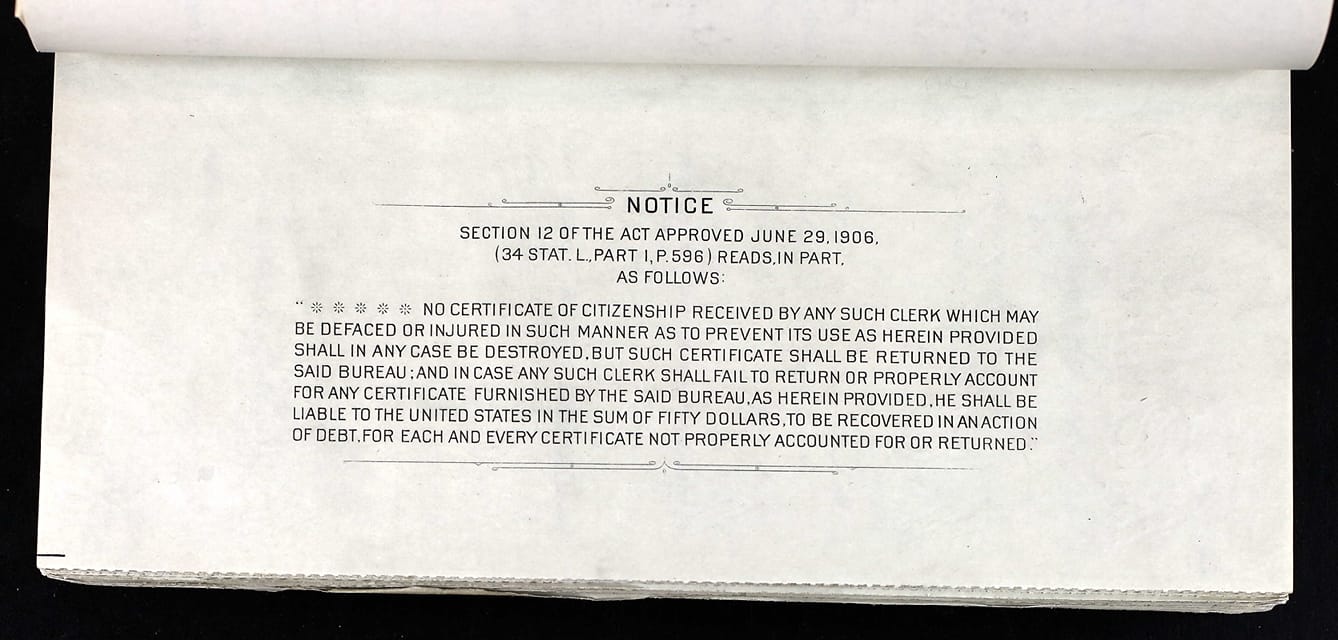 NOTICE
SECTION 12 OF THE ACT APPROVED JUNE 29, 1906,
(34 STAT. L., PART 1, P. 596) READS, IN PART,
AS FOLLOWS:
"※ ※ ※ ※ ※ NO CERTIFICATE OF CITIZENSHIP RECEIVED BY ANY SUCH CLERK WHICH MAY
BE DEFACED OR INJURED IN SUCH MANNER AS TO PREVENT ITS USE AS HEREIN PROVIDED
SHALL IN ANY CASE BE DESTROYED, BUT SUCH CERTIFICATE SHALL BE RETURNED TO THE
SAID BUREAU; AND IN CASE ANY SUCH CLERK SHALL FAIL TO RETURN OR PROPERLY ACCOUNT
FOR ANY CERTIFICATE FURNISHED BY THE SAID BUREAU, AS HEREIN PROVIDED, HE SHALL BE
LIABLE TO THE UNITED STATES IN THE SUM OF FIFTY DOLLARS, TO BE RECOVERED IN AN ACTION
OF DEBT, FOR EACH AND EVERY CERTIFICATE NOT PROPERLY ACCOUNTED FOR OR RETURNED."